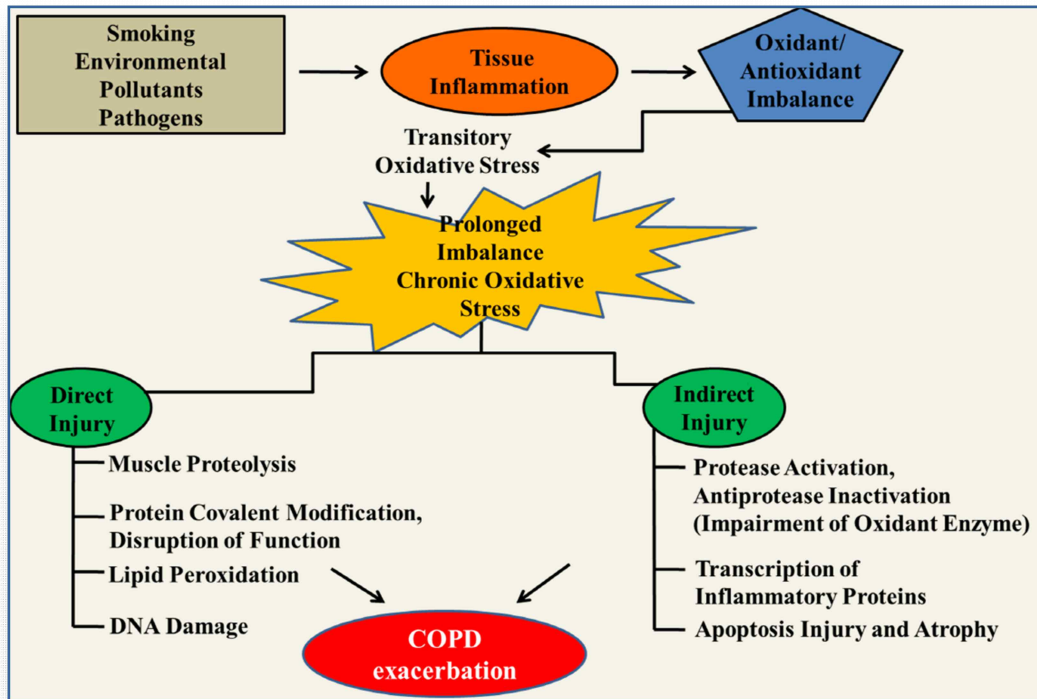 Smoking
Environmental
Pollutants
Pathogens
Tissue
Inflammation
Oxidant/
Antioxidant
Imbalance
Transitory
Oxidative Stress
Prolonged
Imbalance
Chronic Oxidative
Stress
Direct
Injury
Muscle Proteolysis
Protein Covalent Modification,
Disruption of Function
Lipid Peroxidation
DNA Damage
Indirect
Injury
Protease Activation,
Antiprotease Inactivation
(Impairment of Oxidant Enzyme)
Transcription of
Inflammatory Proteins
Apoptosis Injury and Atrophy
COPD
exacerbation